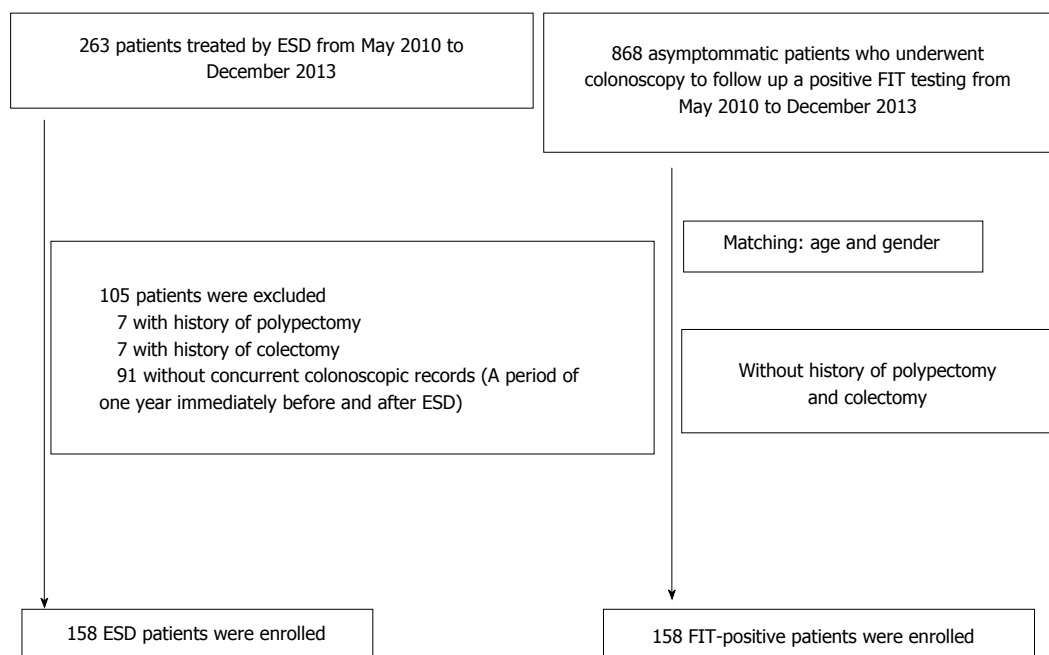 263 patients treated by ESD from May 2010 to
December 2013
868 asymptommatic patients who underwent
colonoscopy to follow up a positive FIT testing from
May 2010 to December 2013
Matching: age and gender
105 patients were excluded
7 with history of polypectomy
7 with history of colectomy
91 without concurrent colonoscopic records (A period of
one year immediately before and after ESD)
Without history of polypectomy
and colectomy
158 ESD patients were enrolled
158 FIT-positive patients were enrolled